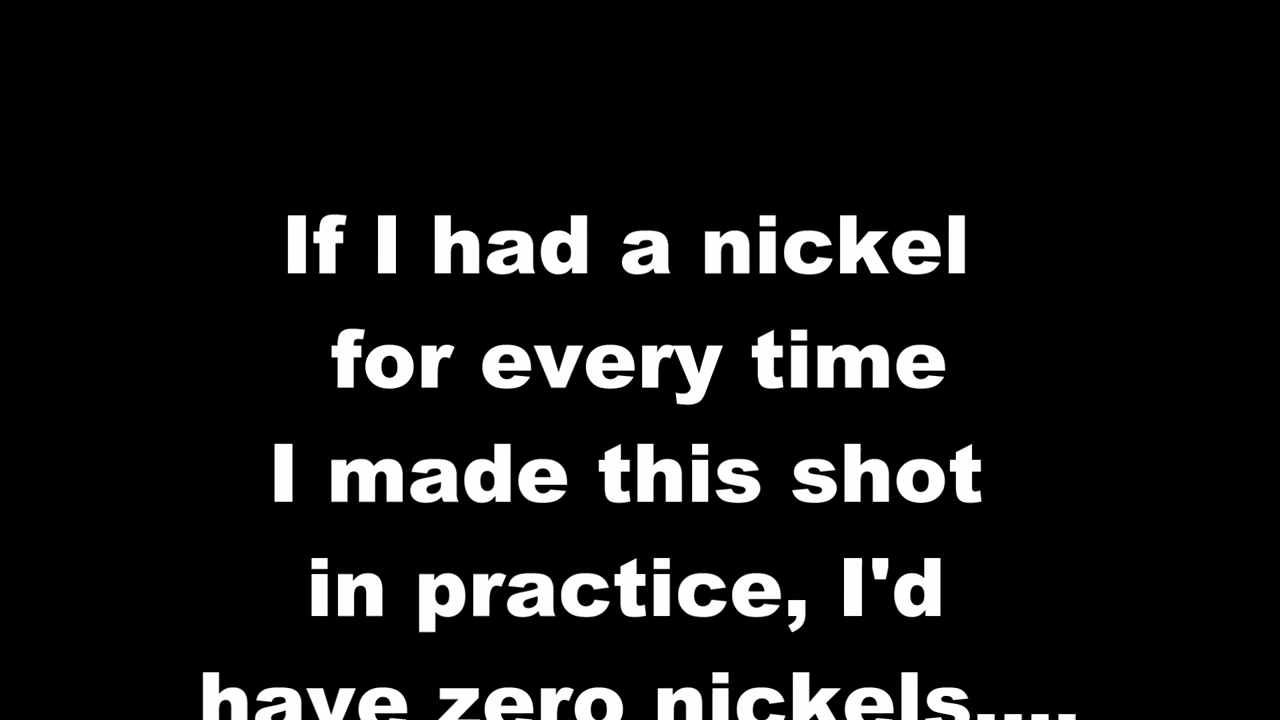 If I had a nickel
for every time
I made this shot
in practice, I'd
have zero nickels....